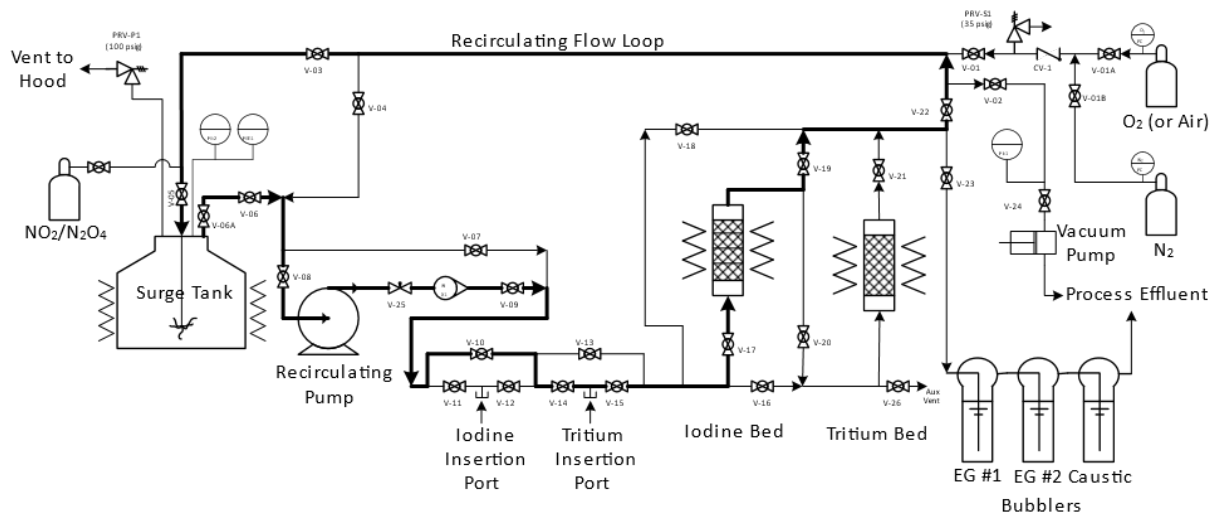 PRV-P1
(100 psig)
Vent to
Hood
V-03
Recirculating Flow Loop
PRV-S1
(35 psig)
V-01
CV-1
V-01A
V-02
V-01B
O₂ (or Air)
V-04
V-22
V-18
V-19
V-21
V-23
V-24
N₂
Vacuum
Pump
Process Effluent
NO₂/N₂O₄
V-05
V-06A
V-06
V-07
V-08
Surge Tank
V-25
V-09
Recirculating
Pump
V-10
V-13
V-17
V-20
V-11
V-12
V-14
V-15
V-16
V-26
Aux
Vent
Iodine
Insertion
Port
Tritium
Insertion
Port
Iodine Bed
Tritium Bed
EG #1
EG #2
Caustic
Bubblers